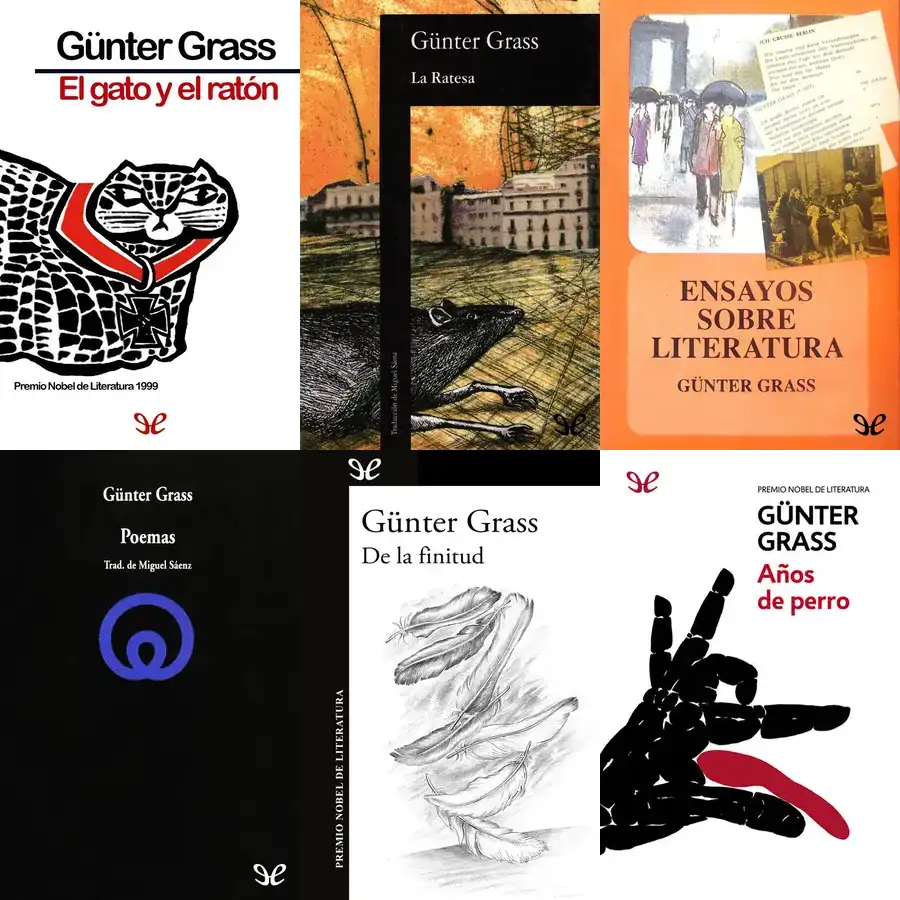 Günter Grass
El gato y el ratón
Premio Nobel de Literatura 1999
Günter Grass
La Ratesa
Traducción de Miguel Sáenz
ICH GRUSSE BERLIN
ENSAYOS
SOBRE
LITERATURA
GÜNTER GRASS
Günter Grass
Poemas
Trad. de Miguel Sáenz
PREMIO NOBEL DE LITERATURA
Günter Grass
De la finitud
PREMIO NOBEL DE LITERATURA
GÜNTER
GRASS
Años
de perro